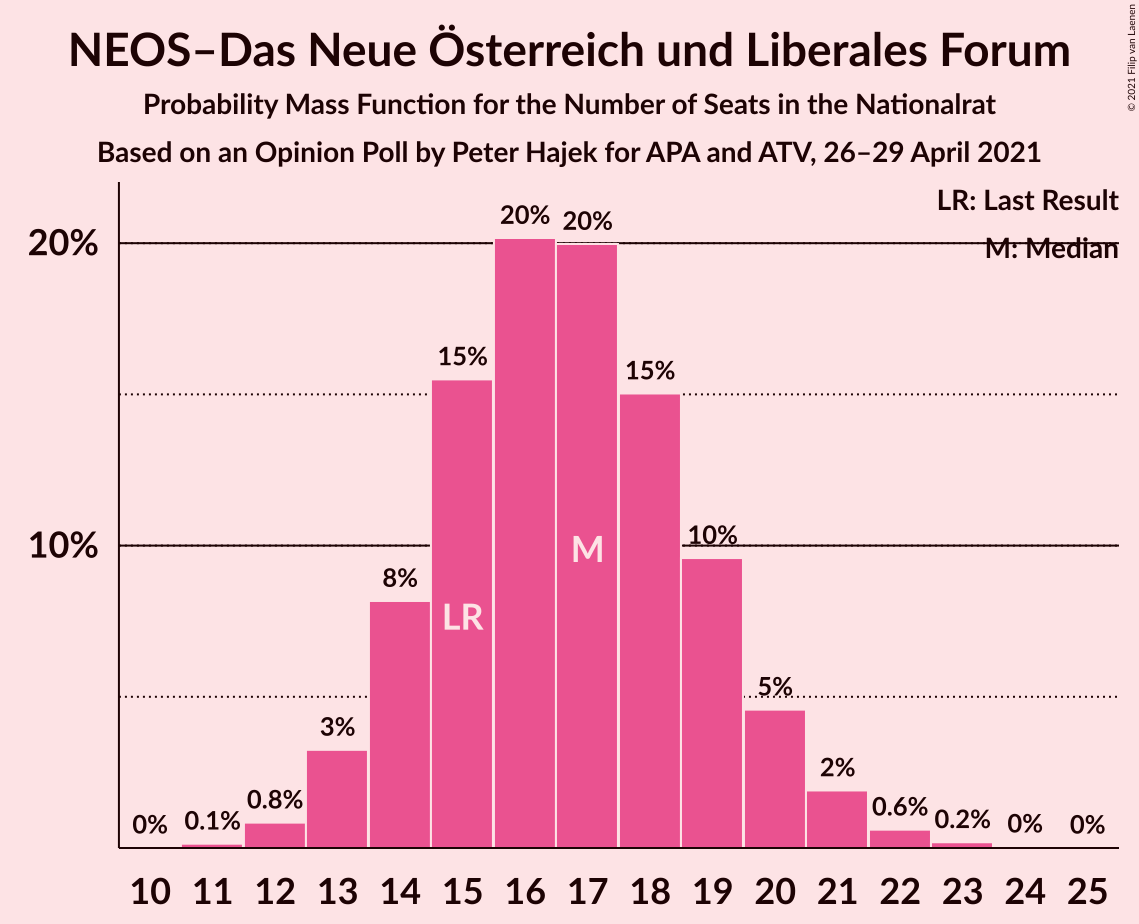 NEOS–Das Neue Österreich und Liberales Forum
Probability Mass Function for the Number of Seats in the Nationalrat
Based on an Opinion Poll by Peter Hajek for APA and ATV, 26–29 April 2021
© 2021 Filip van Laenen
LR: Last Result
M: Median
20%
10%
0% 0.1% 0.8% 3% 8% 15% 20% 20% 15% 10% 5% 2% 0.6% 0.2% 0% 0%
LR M
10 11 12 13 14 15 16 17 18 19 20 21 22 23 24 25